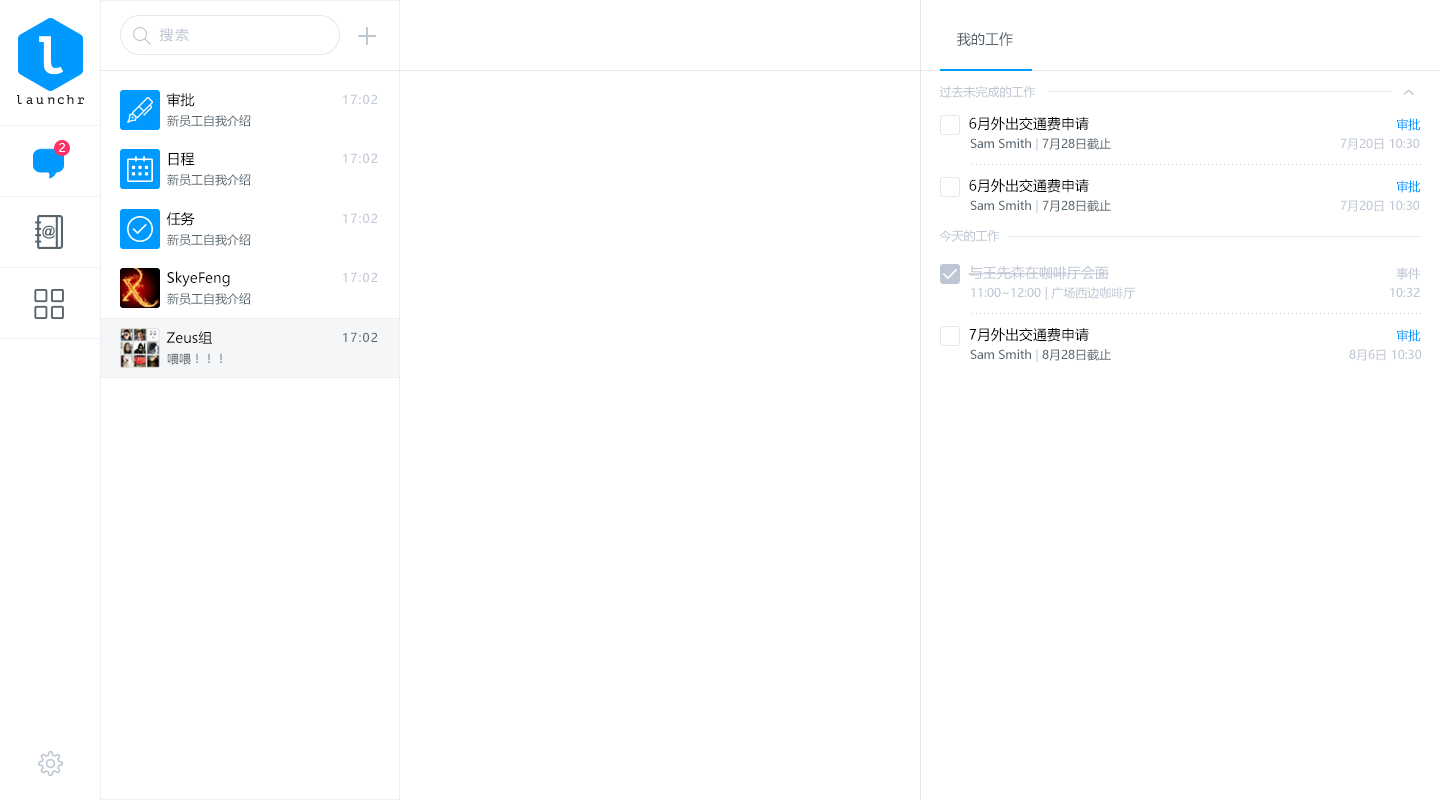 launchr
2
@
搜索
审批 17:02
新员工自我介绍
日程 17:02
新员工自我介绍
任务 17:02
新员工自我介绍
SkyeFeng 17:02
新员工自我介绍
Zeus组 17:02
喂喂！！！
我的工作
过去未完成的工作
6月外出交通费申请 审批
Sam Smith | 7月28日截止 7月20日 10:30
6月外出交通费申请 审批
Sam Smith | 7月28日截止 7月20日 10:30
今天的工作
与王先森在咖啡厅会面 事件
11:00~12:00 | 广场西边咖啡厅 10:32
7月外出交通费申请 审批
Sam Smith | 8月28日截止 8月6日 10:30